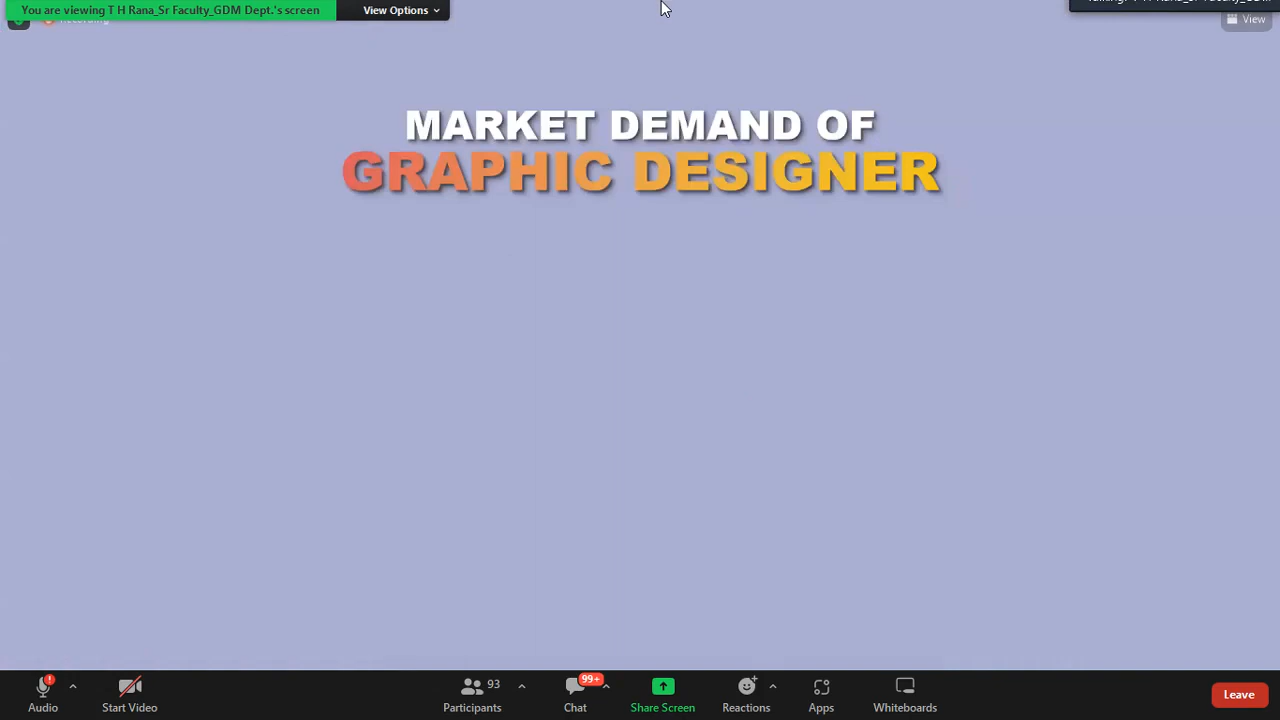 You are viewing T H Rana_Sr Faculty_GDM Dept.'s screen
View Options
Recording
View
MARKET DEMAND OF
GRAPHIC DESIGNER
93
99+
Audio
Start Video
Participants
Chat
Share Screen
Reactions
Apps
Whiteboards
Leave